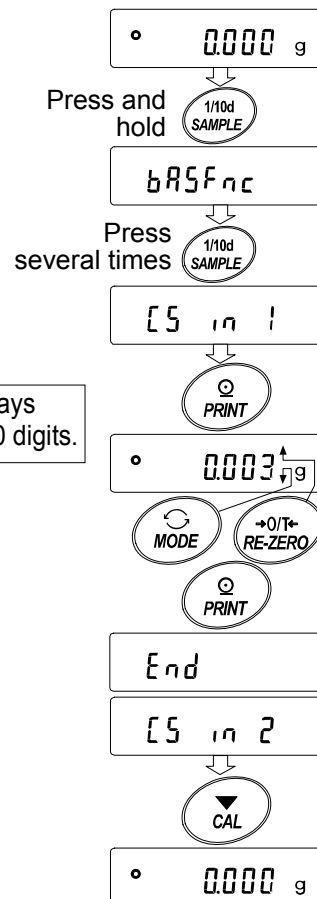 0.000 g
Press and
hold
1/10d
SAMPLE
bASFnc
Press
several times
1/10d
SAMPLE
CS in 1
PRINT
ays
0 digits.
0.003 g
MODE
→0/T←
RE-ZERO
PRINT
End
CS in 2
CAL
0.000 g